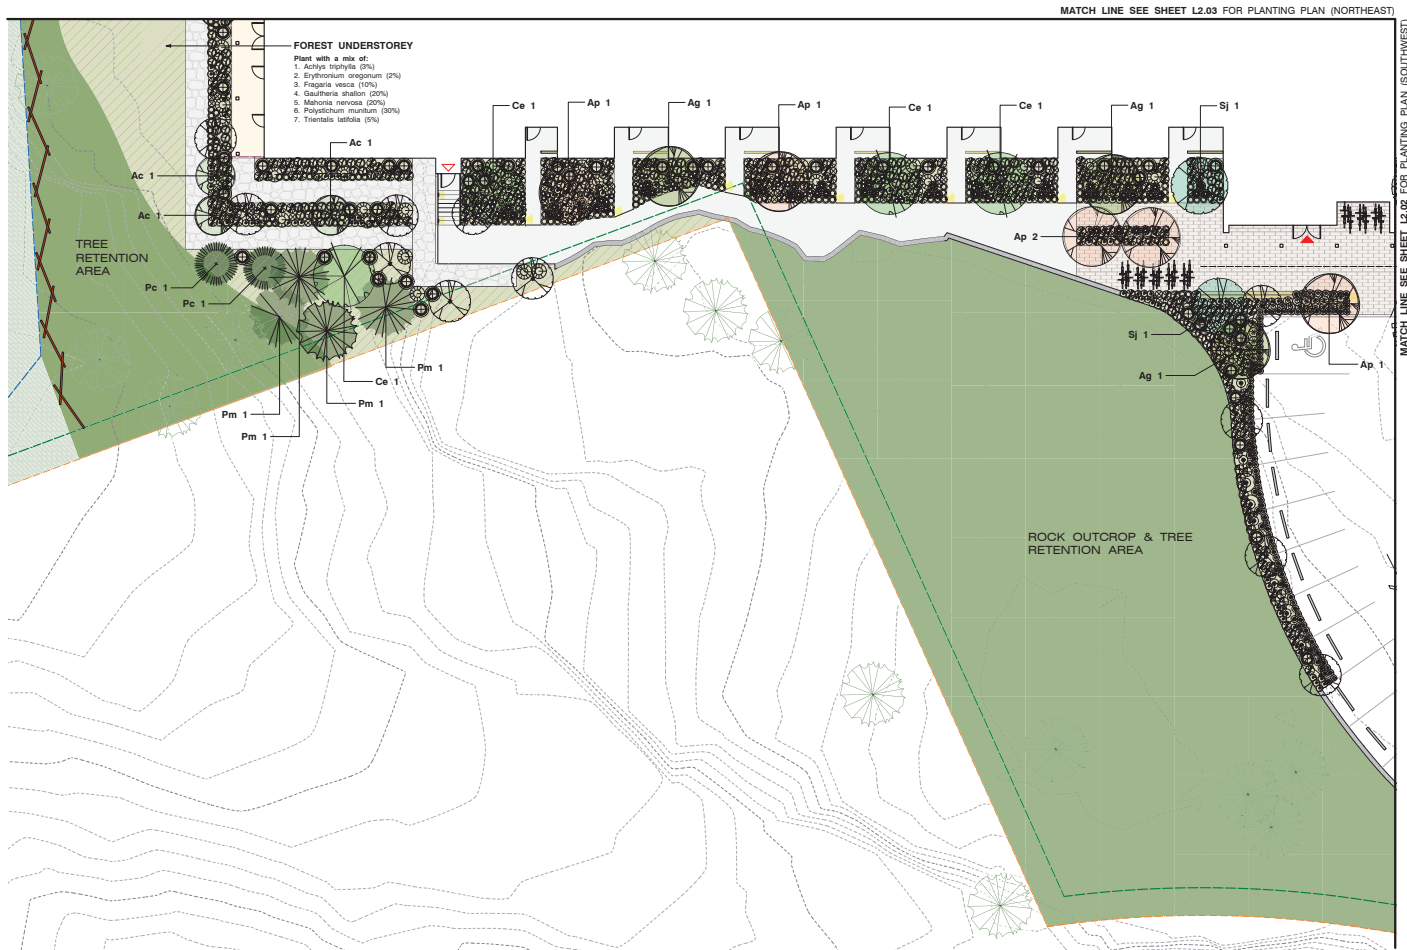 MATCH LINE SEE SHEET L2.03 FOR PLANTING PLAN (NORTHEAST)
MATCH LINE SEE SHEET L2.02 FOR PLANTING PLAN (SOUTHWEST)
FOREST UNDERSTOREY
Plant with a mix of:
1. Achlys triphylla (3%)
2. Erythronium oregonum (2%)
3. Fragaria vesca (10%)
4. Gaultheria shallon (20%)
5. Mahonia nervosa (20%)
6. Polystichum munitum (30%)
7. Trientalis latifolia (5%)
Ce 1
Ap 1
Ag 1
Ap 1
Ce 1
Ce 1
Ag 1
Sj 1
Ac 1
Ac 1
Ac 1
TREE
RETENTION
AREA
Ap 2
Pc 1
Pc 1
Sj 1
Pm 1
Ag 1
Ap 1
Ce 1
Pm 1
Pm 1
Pm 1
ROCK OUTCROP & TREE
RETENTION AREA